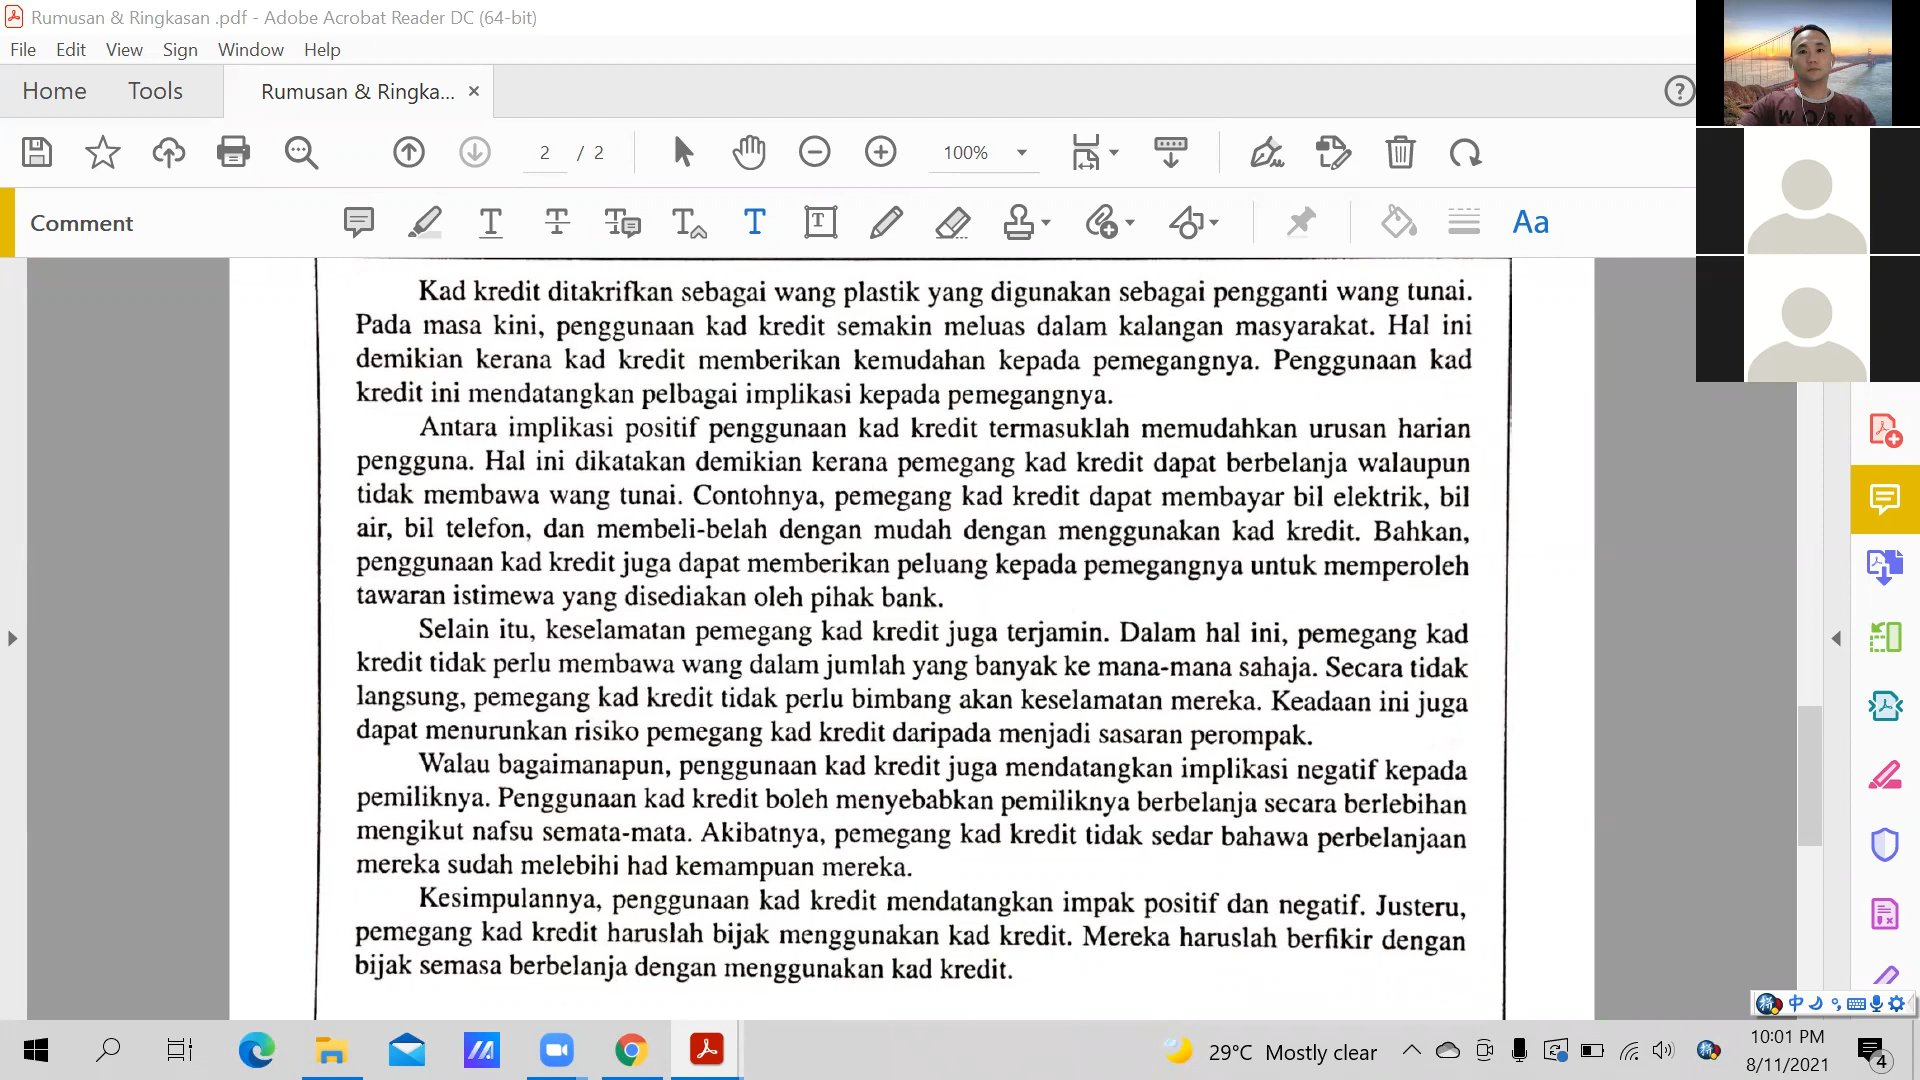 Rumusan & Ringkasan .pdf - Adobe Acrobat Reader DC (64-bit)
File Edit View Sign Window Help
Home Tools Rumusan & Ringka... ×
2 / 2 100%
Comment
Kad kredit ditakrifkan sebagai wang plastik yang digunakan sebagai pengganti wang tunai.
Pada masa kini, penggunaan kad kredit semakin meluas dalam kalangan masyarakat. Hal ini
demikian kerana kad kredit memberikan kemudahan kepada pemegangnya. Penggunaan kad
kredit ini mendatangkan pelbagai implikasi kepada pemegangnya.
Antara implikasi positif penggunaan kad kredit termasuklah memudahkan urusan harian
pengguna. Hal ini dikatakan demikian kerana pemegang kad kredit dapat berbelanja walaupun
tidak membawa wang tunai. Contohnya, pemegang kad kredit dapat membayar bil elektrik, bil
air, bil telefon, dan membeli-belah dengan mudah dengan menggunakan kad kredit. Bahkan,
penggunaan kad kredit juga dapat memberikan peluang kepada pemegangnya untuk memperoleh
tawaran istimewa yang disediakan oleh pihak bank.
Selain itu, keselamatan pemegang kad kredit juga terjamin. Dalam hal ini, pemegang kad
kredit tidak perlu membawa wang dalam jumlah yang banyak ke mana-mana sahaja. Secara tidak
langsung, pemegang kad kredit tidak perlu bimbang akan keselamatan mereka. Keadaan ini juga
dapat menurunkan risiko pemegang kad kredit daripada menjadi sasaran perompak.
Walau bagaimanapun, penggunaan kad kredit juga mendatangkan implikasi negatif kepada
pemiliknya. Penggunaan kad kredit boleh menyebabkan pemiliknya berbelanja secara berlebihan
mengikut nafsu semata-mata. Akibatnya, pemegang kad kredit tidak sedar bahawa perbelanjaan
mereka sudah melebihi had kemampuan mereka.
Kesimpulannya, penggunaan kad kredit mendatangkan impak positif dan negatif. Justeru,
pemegang kad kredit haruslah bijak menggunakan kad kredit. Mereka haruslah berfikir dengan
bijak semasa berbelanja dengan menggunakan kad kredit.
WORK
中
29°C Mostly clear
10:01 PM
8/11/2021
4